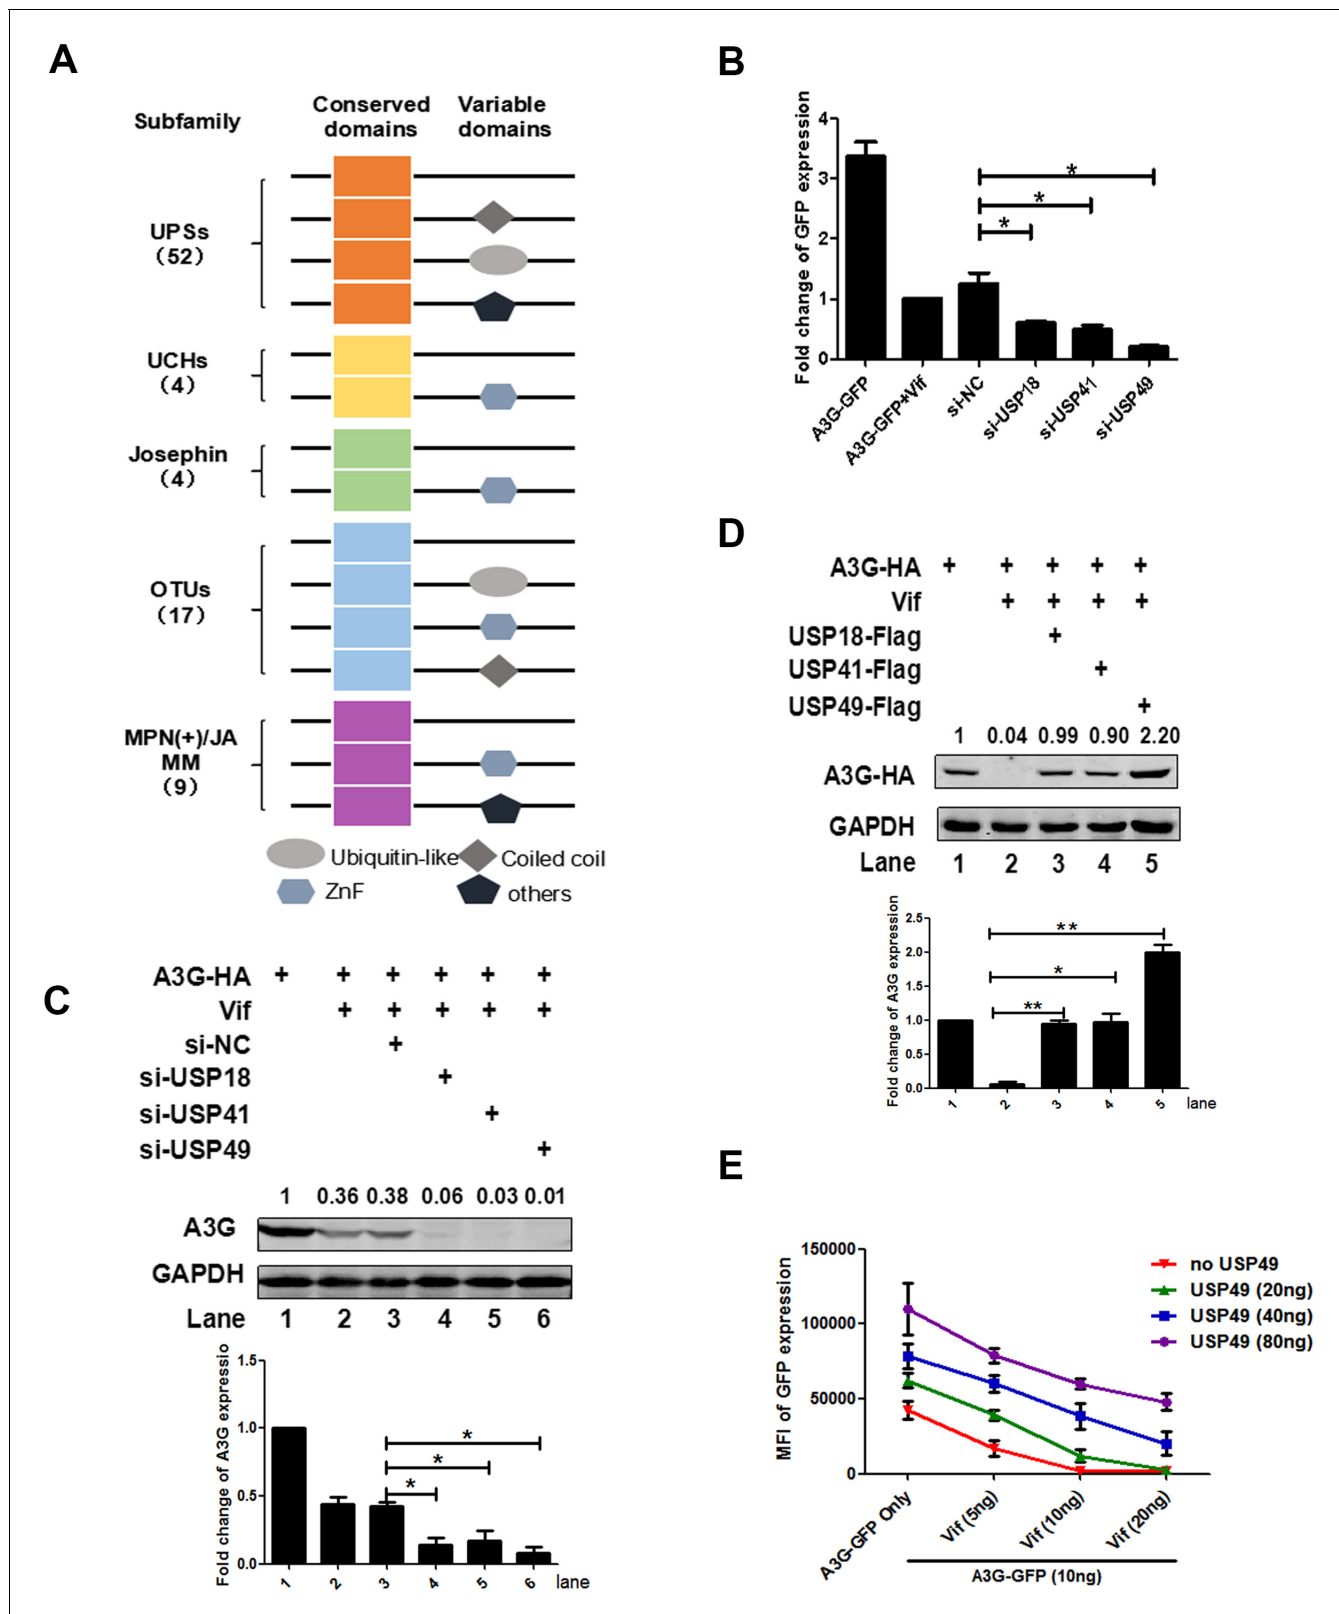 A
Subfamily
Conserved domains
Variable domains
UPSs
(52)
UCHs
(4)
Josephin
(4)
OTUs
(17)
MPN(+)/JA
MM
(9)
Ubiquitin-like
Coiled coil
ZnF
others
B
Fold change of GFP expression
4
3
2
1
0
*
*
*
A3G-GFP
A3G-GFP+Vif
si-NC
si-USP18
si-USP41
si-USP49
C
A3G-HA + + + + + +
Vif + + + + +
si-NC +
si-USP18 +
si-USP41 +
si-USP49 +
1 0.36 0.38 0.06 0.03 0.01
A3G
GAPDH
Lane 1 2 3 4 5 6
Fold change of A3G expressio
1.5
1.0
0.5
0.0
*
*
*
1 2 3 4 5 6 lane
D
A3G-HA + + + + +
Vif + + + +
USP18-Flag +
USP41-Flag +
USP49-Flag +
1 0.04 0.99 0.90 2.20
A3G-HA
GAPDH
Lane 1 2 3 4 5
Fold change of A3G expression
2.5
2.0
1.5
1.0
0.5
0.0
**
*
**
1 2 3 4 5 lane
E
MFI of GFP expression
150000
100000
50000
0
no USP49
USP49 (20ng)
USP49 (40ng)
USP49 (80ng)
A3G-GFP Only
Vif (5ng)
Vif (10ng)
Vif (20ng)
A3G-GFP (10ng)